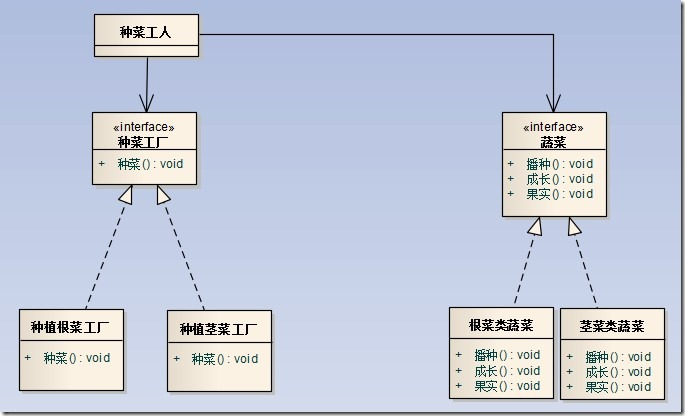 种菜工人
«interface»
种菜工厂
+ 种菜() : void
«interface»
蔬菜
+ 播种() : void
+ 成长() : void
+ 果实() : void
种植根菜工厂
+ 种菜() : void
种植茎菜工厂
+ 种菜() : void
根菜类蔬菜
+ 播种() : void
+ 成长() : void
+ 果实() : void
茎菜类蔬菜
+ 播种() : void
+ 成长() : void
+ 果实() : void